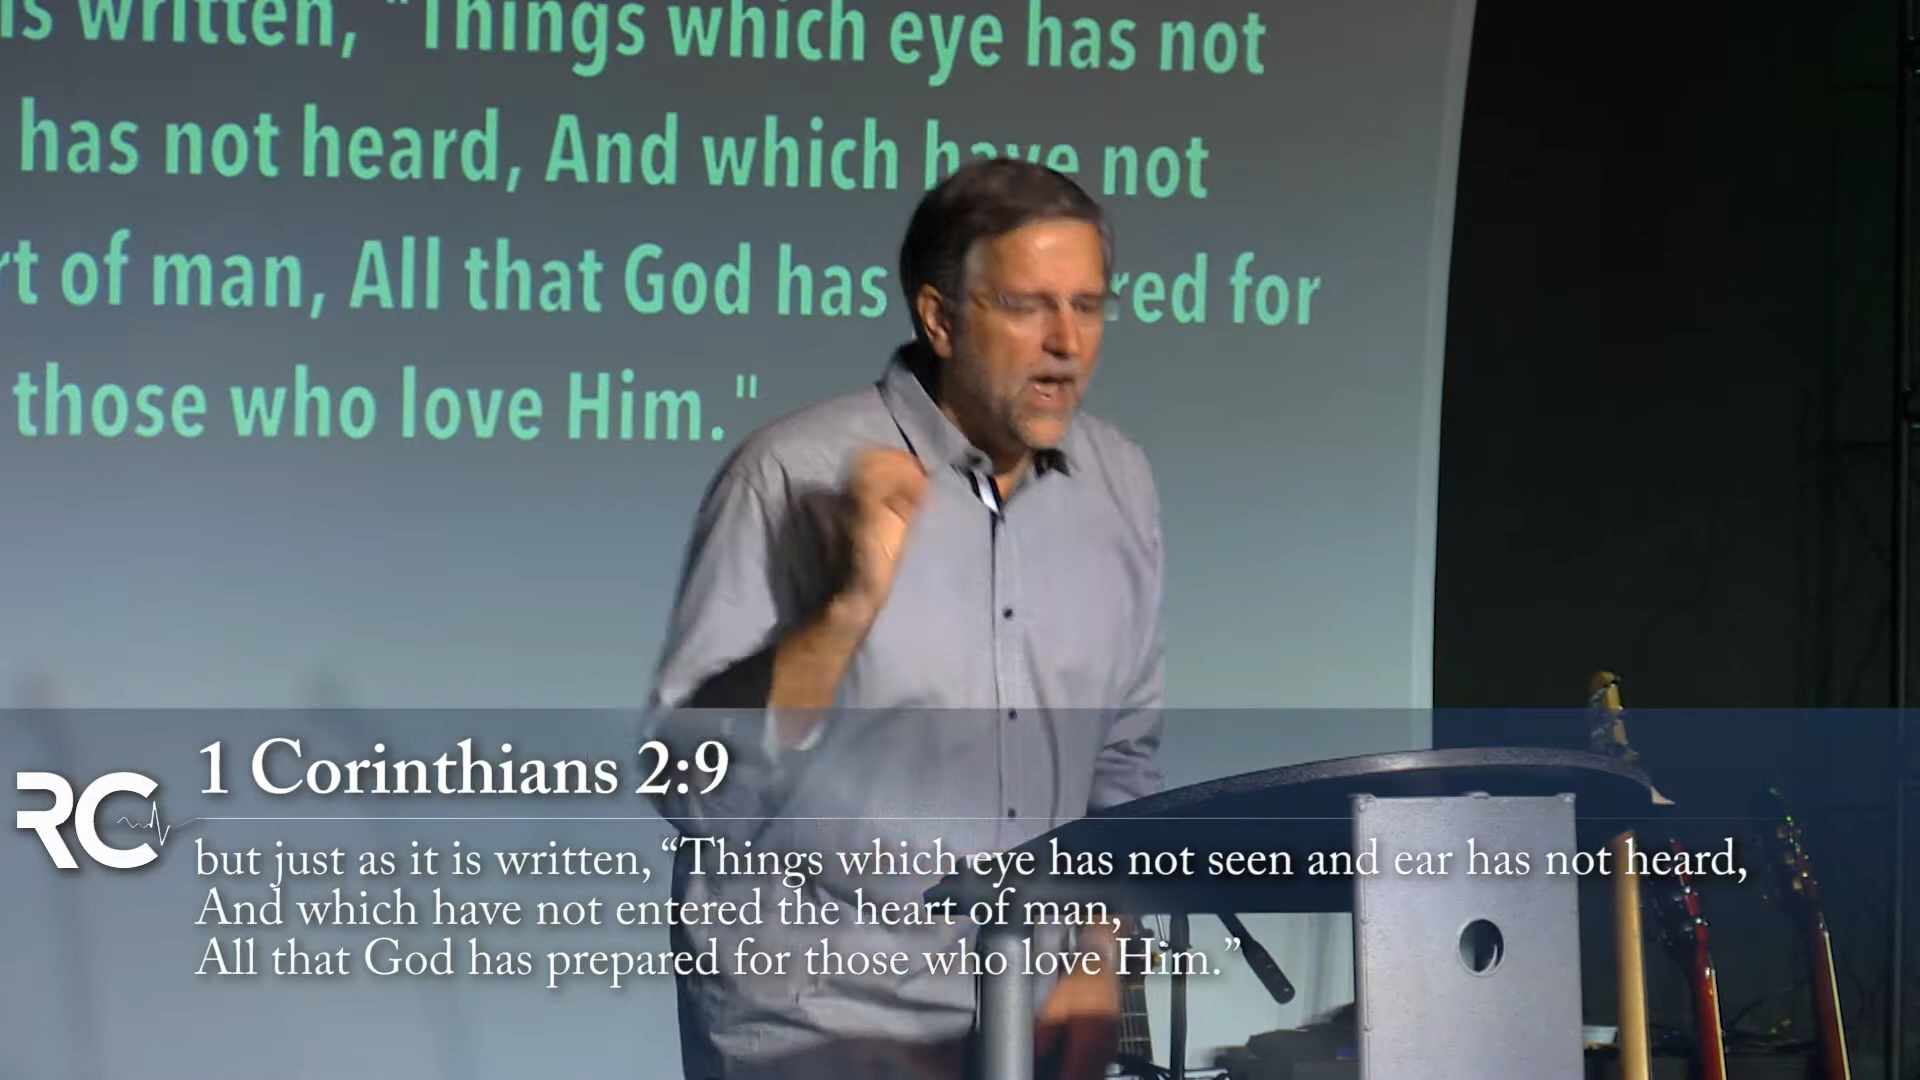 is written, "Things which eye has not
has not heard, And which have not
of man, All that God has red for
those who love Him."
RC
1 Corinthians 2:9
but just as it is written, “Things which eye has not seen and ear has not heard,
And which have not entered the heart of man,
All that God has prepared for those who love Him.”